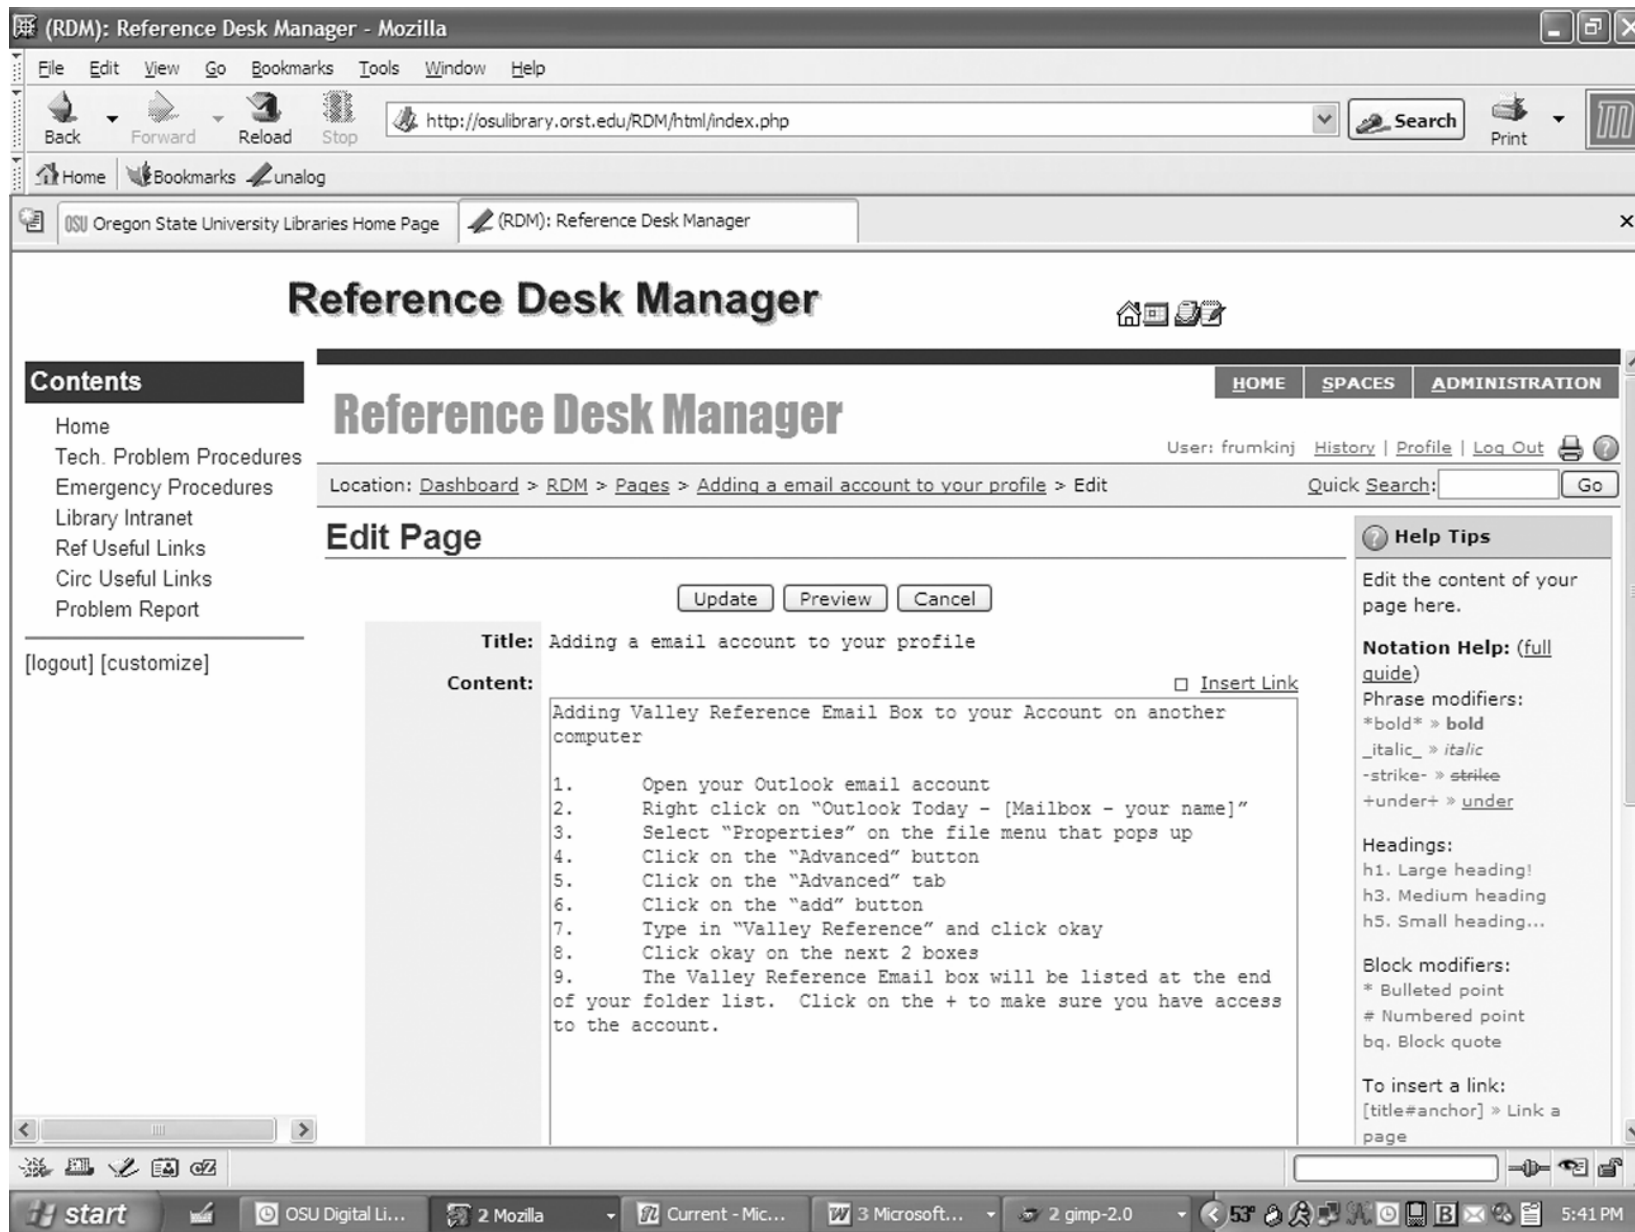 (RDM): Reference Desk Manager - Mozilla
File Edit View Go Bookmarks Tools Window Help
Back Forward Reload Stop http://osulibrary.orst.edu/RDM/html/index.php Search Print
Home Bookmarks unalog
OSU Oregon State University Libraries Home Page (RDM): Reference Desk Manager
Reference Desk Manager
Contents
Home
Tech. Problem Procedures
Emergency Procedures
Library Intranet
Ref Useful Links
Circ Useful Links
Problem Report
[logout] [customize]
HOME SPACES ADMINISTRATION
Reference Desk Manager
User: frumkinj History | Profile | Log Out
Location: Dashboard > RDM > Pages > Adding a email account to your profile > Edit Quick Search: Go
Edit Page
Update Preview Cancel
Title: Adding a email account to your profile
Content: Insert Link
Adding Valley Reference Email Box to your Account on another
computer
1. Open your Outlook email account
2. Right click on “Outlook Today – [Mailbox – your name]”
3. Select “Properties” on the file menu that pops up
4. Click on the “Advanced” button
5. Click on the “Advanced” tab
6. Click on the “add” button
7. Type in “Valley Reference” and click okay
8. Click okay on the next 2 boxes
9. The Valley Reference Email box will be listed at the end
of your folder list. Click on the + to make sure you have access
to the account.
Help Tips
Edit the content of your
page here.
Notation Help: (full
guide)
Phrase modifiers:
*bold* » bold
_italic_ » italic
-strike- » strike
+under+ » under
Headings:
h1. Large heading!
h3. Medium heading
h5. Small heading...
Block modifiers:
* Bulleted point
# Numbered point
bq. Block quote
To insert a link:
[title#anchor] » Link a
page
start OSU Digital Li... 2 Mozilla Current - Mic... 3 Microsoft... 2 gimp-2.0 53° B 5:41 PM